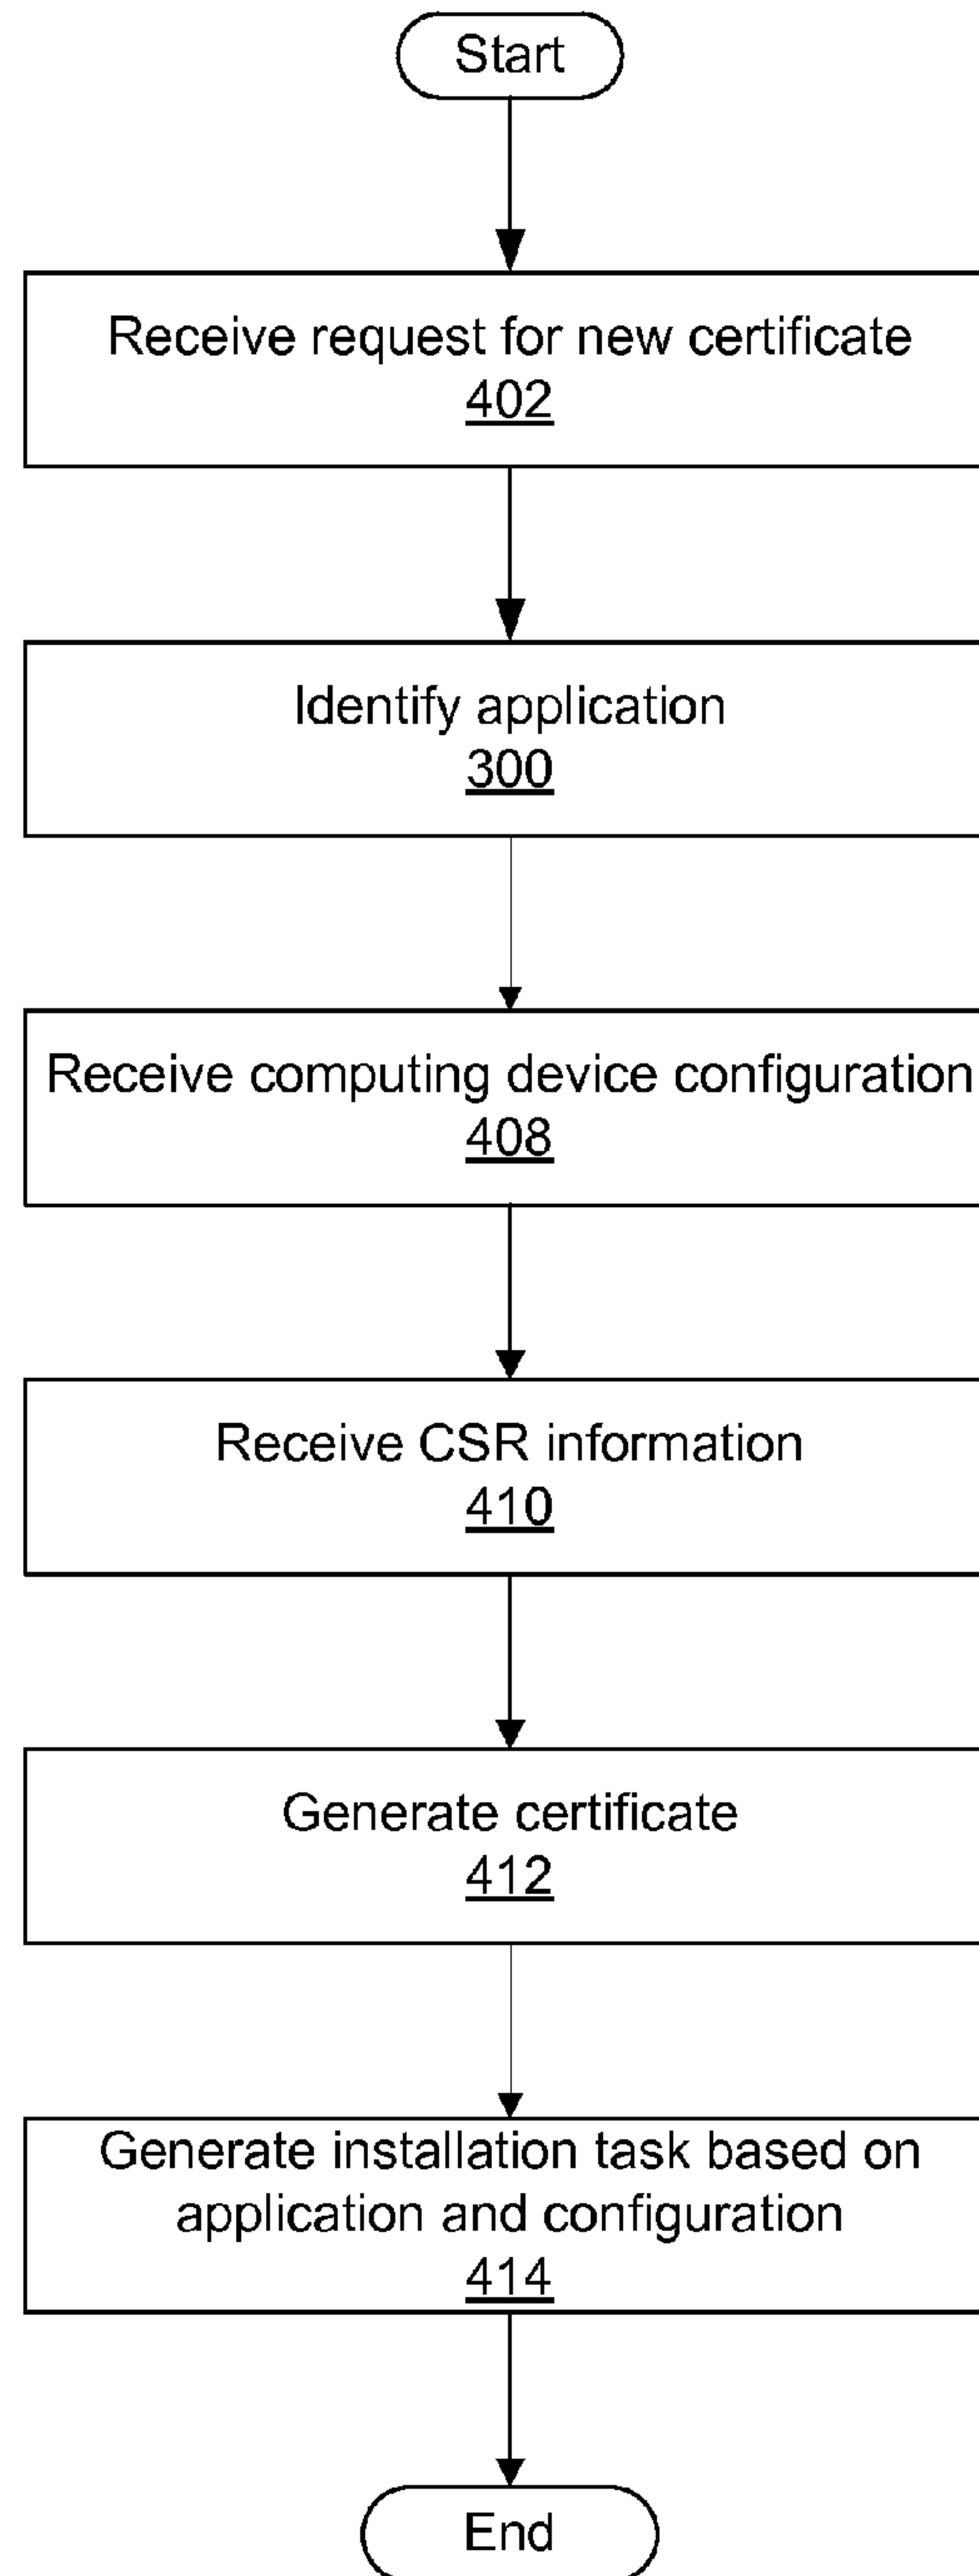 Start
Receive request for new certificate
402
Identify application
300
Receive computing device configuration
408
Receive CSR information
410
Generate certificate
412
Generate installation task based on
application and configuration
414
End